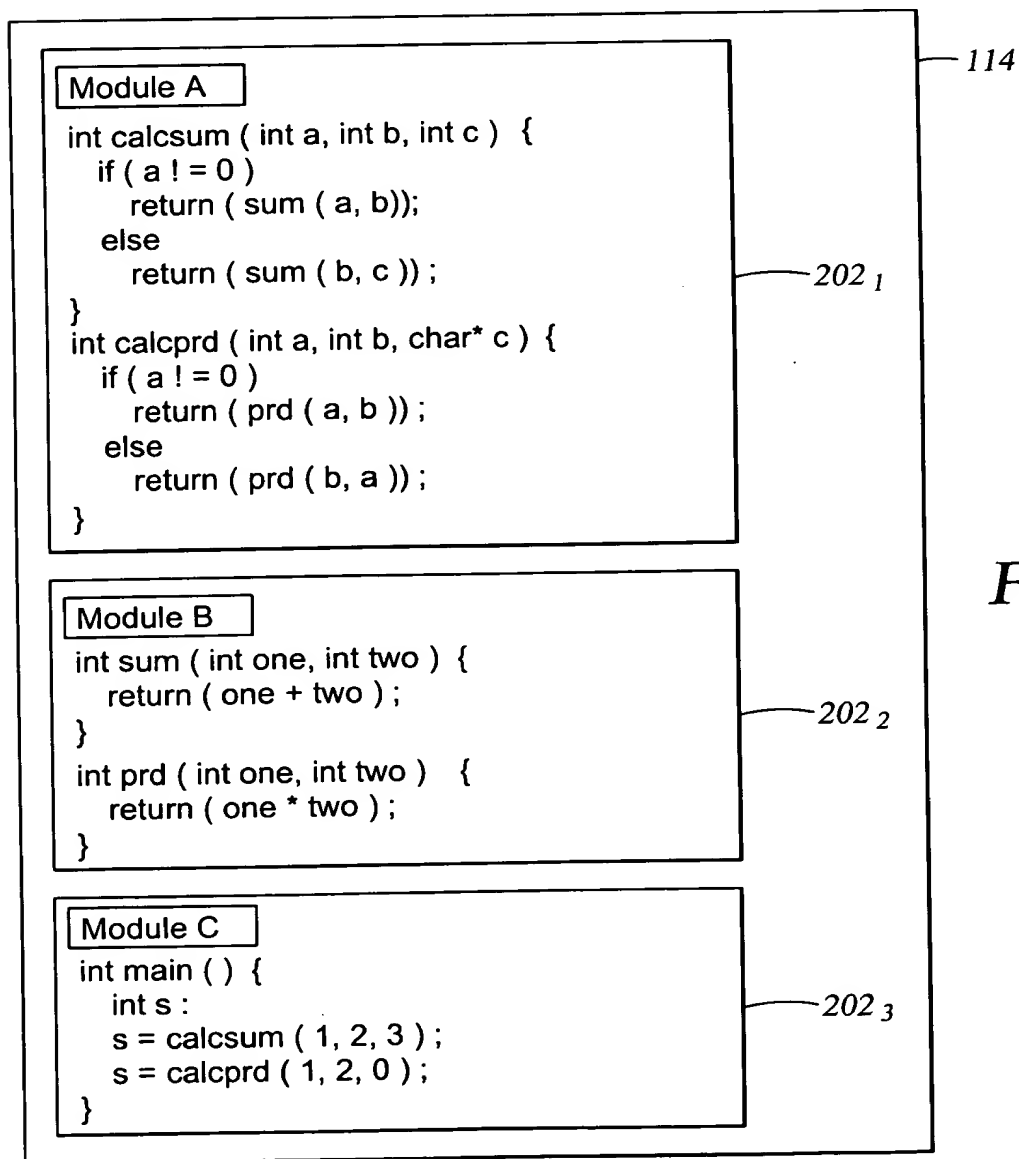 114
Module A
int calcsum ( int a, int b, int c )  {
if ( a ! = 0 )
return ( sum ( a, b));
else
return ( sum ( b, c )) ;
}
202 1
int calcprd ( int a, int b, char* c ) {
if ( a ! = 0 )
return ( prd ( a, b )) ;
else
return ( prd ( b, a )) ;
}
F
Module B
int sum ( int one, int two )  {
return ( one + two ) ;
}
202 2
int prd ( int one, int two )   {
return ( one * two ) ;
}
Module C
int main ( )  {
int s :
202 3
s = calcsum ( 1, 2, 3 ) ;
s = calcprd ( 1, 2, 0 ) ;
}